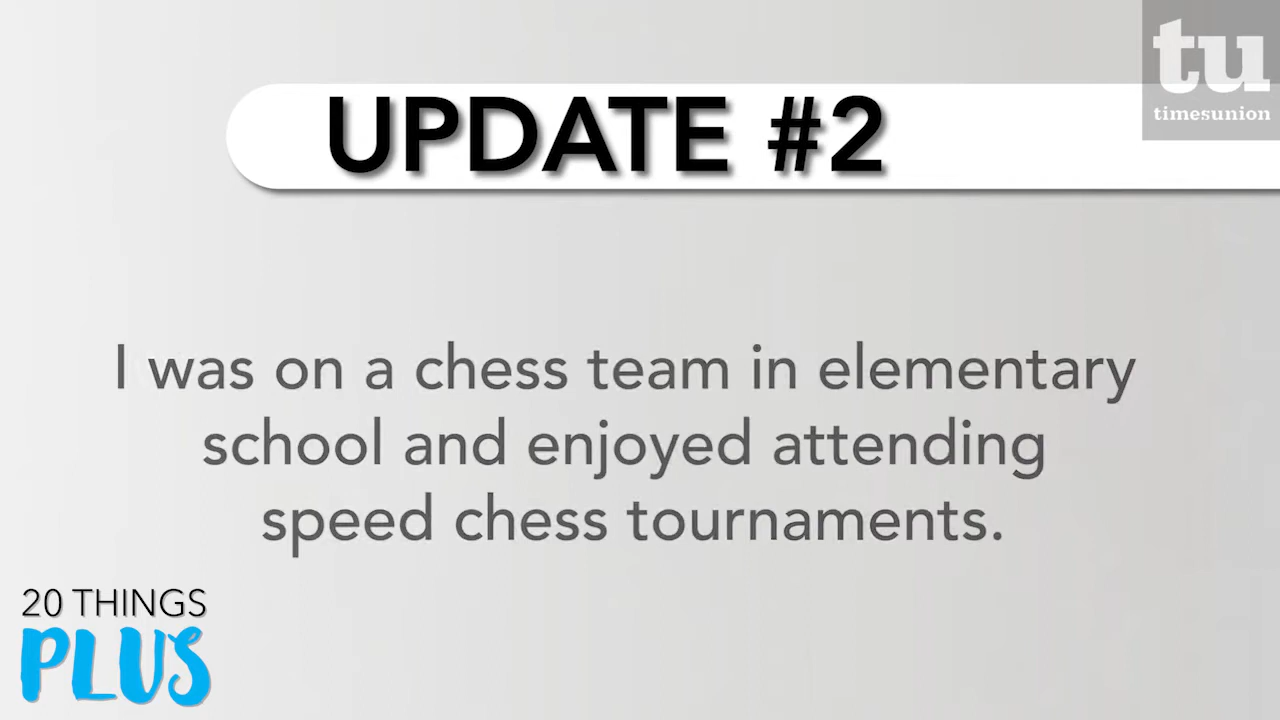 tu
timesunion
UPDATE #2
I was on a chess team in elementary
school and enjoyed attending
speed chess tournaments.
20 THINGS
PLUS